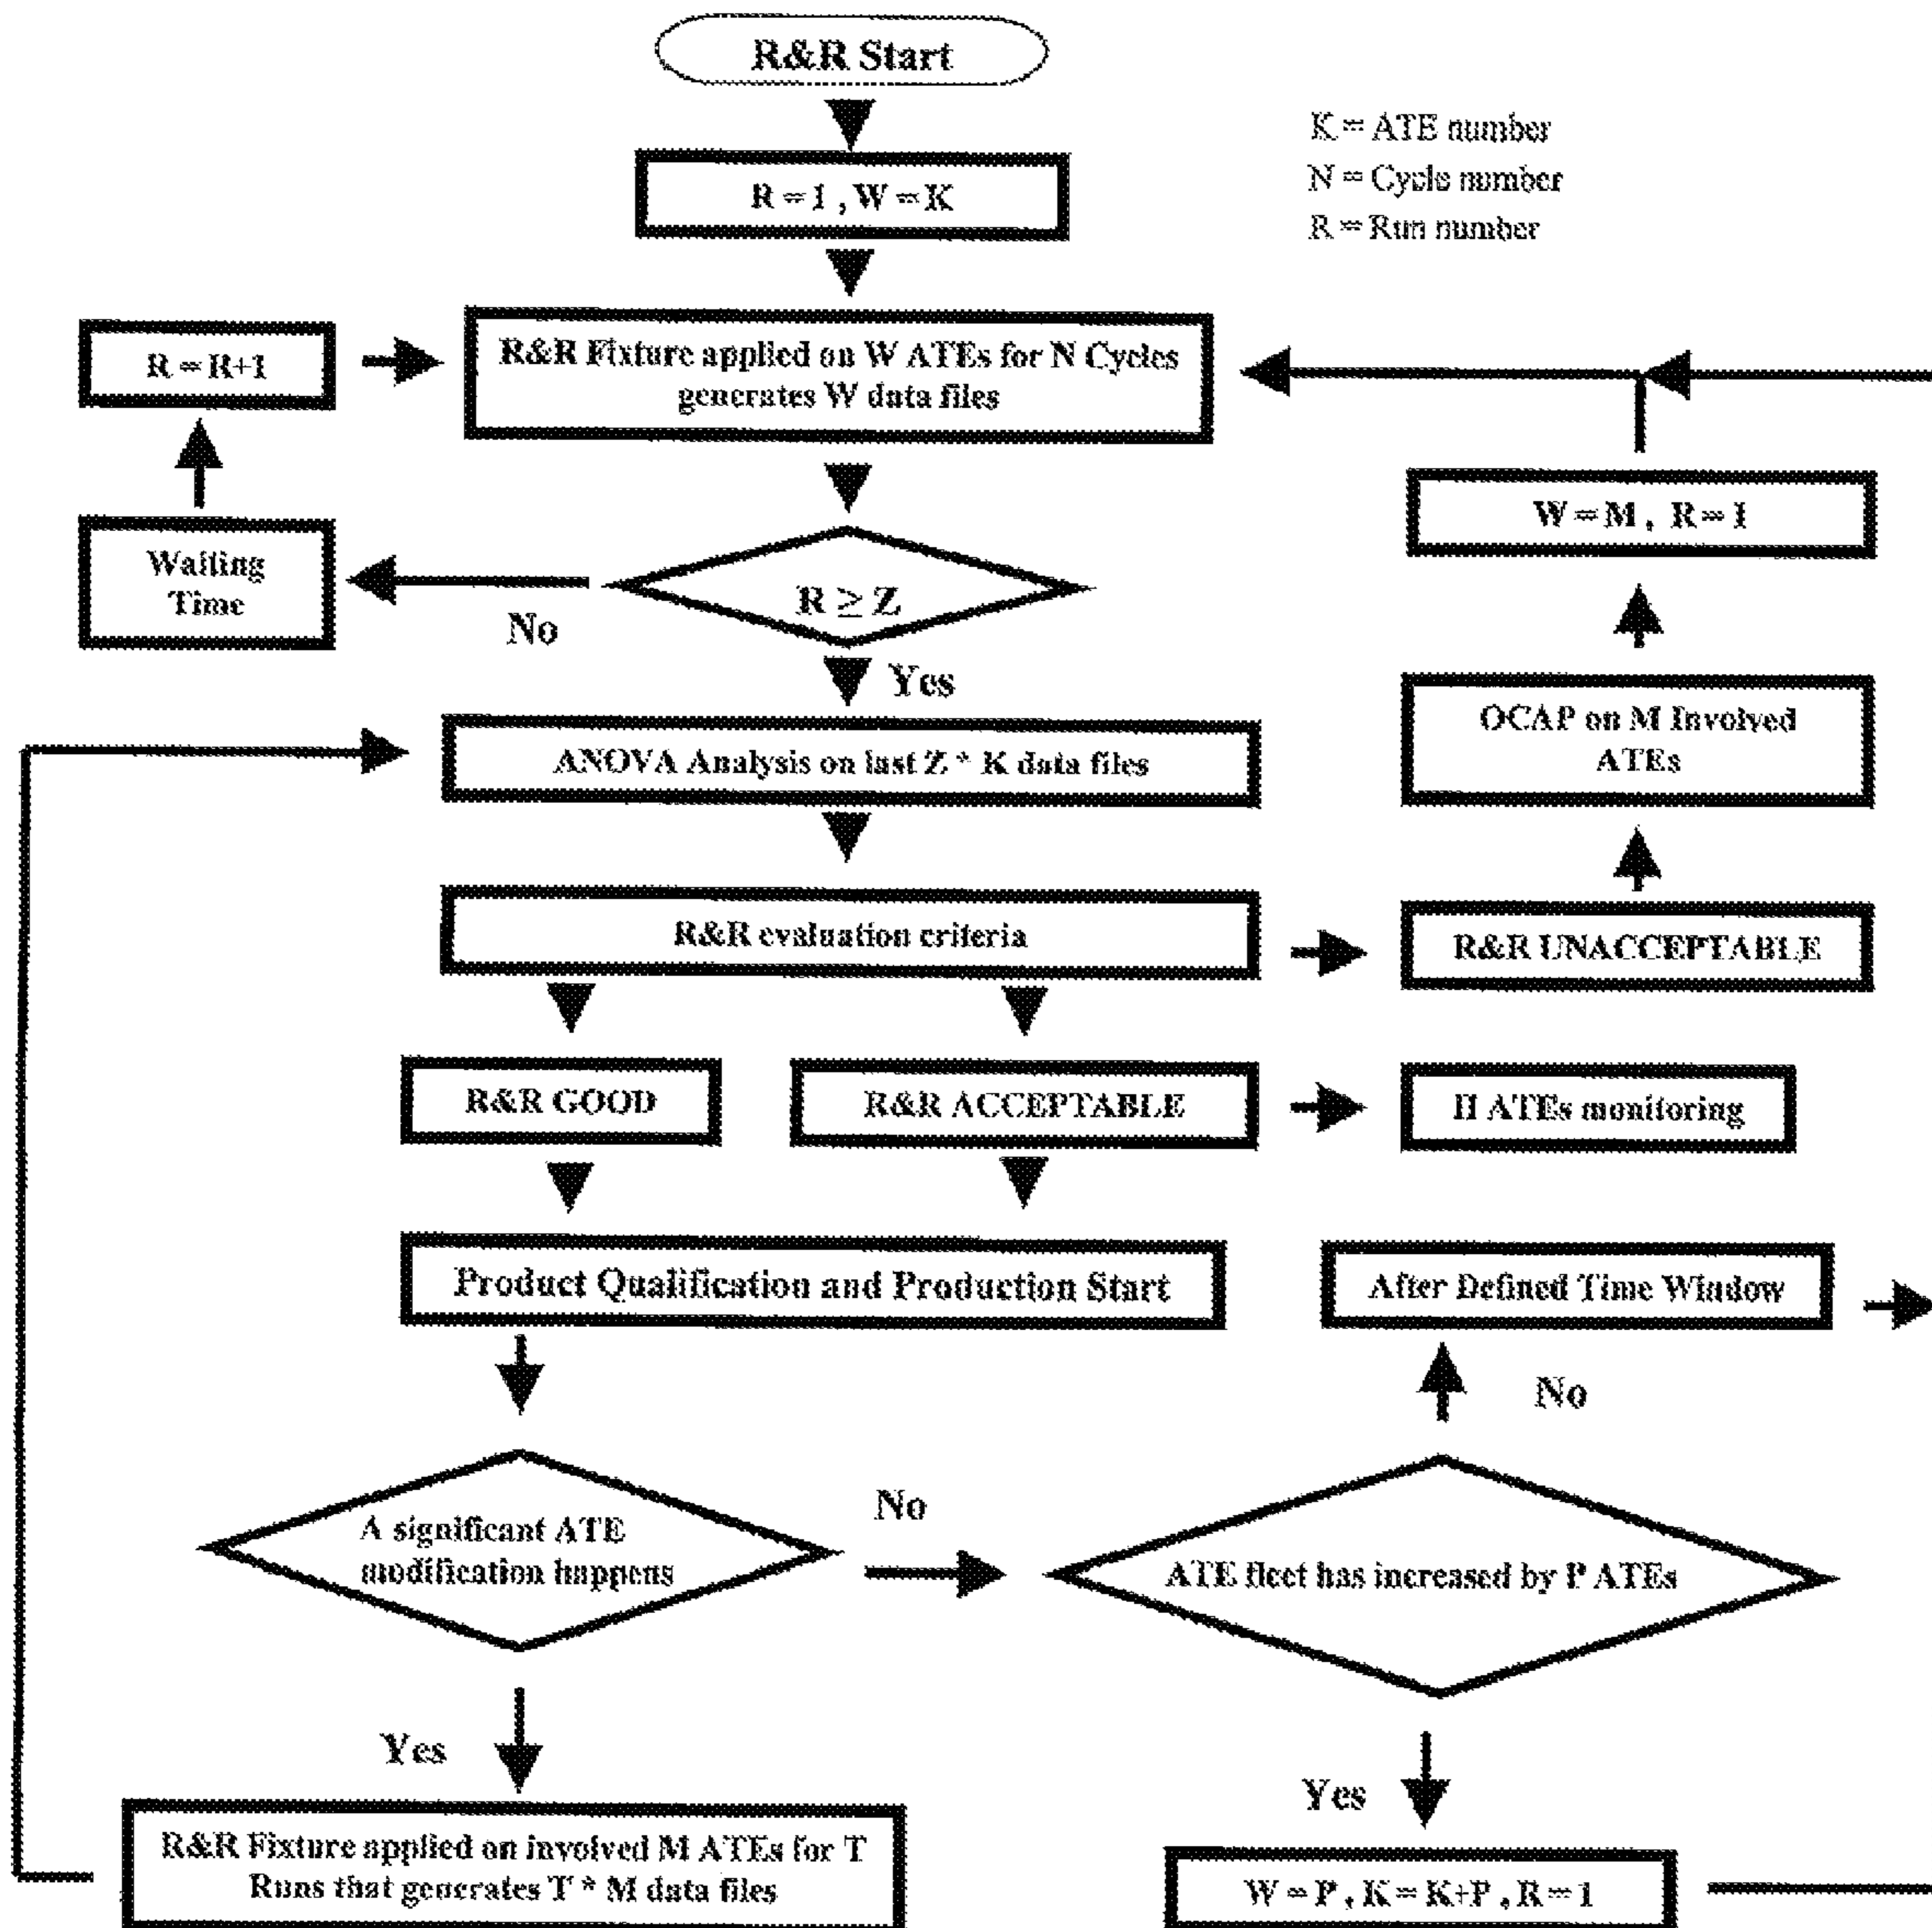 R&R Start
K = ATE number
N = Cycle number
R = Run number
R = 1 , W = K
R = R+1
R&R Fixture applied on W ATEs for N Cycles
generates W data files
W = M , R = 1
Waiting
Time
R ≥ Z
No
Yes
OCAP on M Involved
ATEs
ANOVA Analysis on last Z * K data files
R&R evaluation criteria
R&R UNACCEPTABLE
R&R GOOD
R&R ACCEPTABLE
H ATEs monitoring
Product Qualification and Production Start
After Defined Time Window
No
No
A significant ATE
modification happens
ATE fleet has increased by P ATEs
Yes
Yes
R&R Fixture applied on involved M ATEs for T
Runs that generates T * M data files
W = P , K = K+P , R = 1